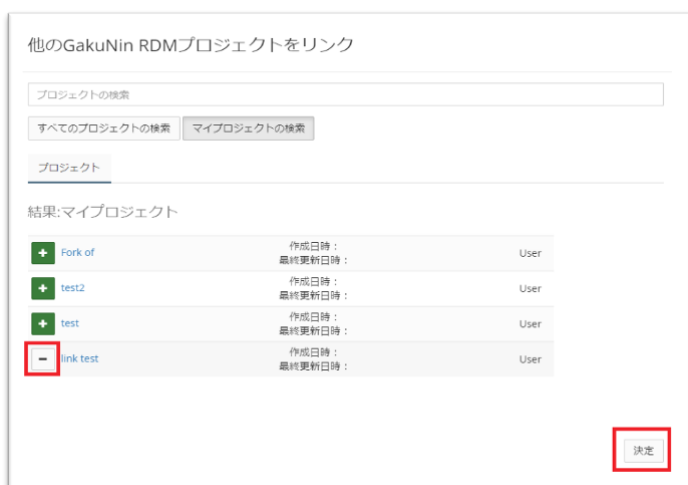 他のGakuNin RDMプロジェクトをリンク
プロジェクトの検索
すべてのプロジェクトの検索 マイプロジェクトの検索
プロジェクト
結果:マイプロジェクト
+ Fork of 作成日時： User
最終更新日時：
+ test2 作成日時： User
最終更新日時：
+ test 作成日時： User
最終更新日時：
- link test 作成日時： User
最終更新日時：
決定